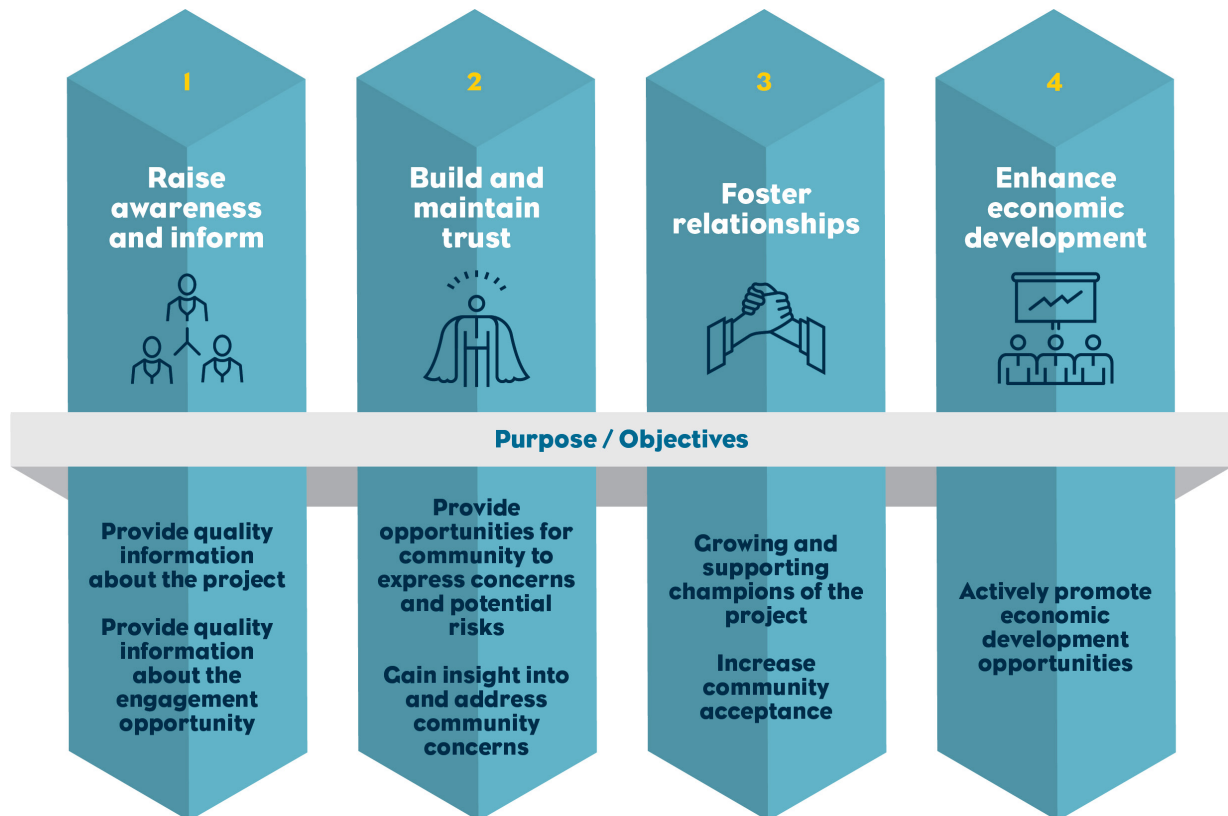 1
Raise
awareness
and inform
2
Build and
maintain
trust
3
Foster
relationships
4
Enhance
economic
development
Purpose / Objectives
Provide quality
information
about the project
Provide quality
information
about the
engagement
opportunity
Provide
opportunities for
community to
express concerns
and potential
risks
Gain insight into
and address
community
concerns
Growing and
supporting
champions of the
project
Increase
community
acceptance
Actively promote
economic
development
opportunities